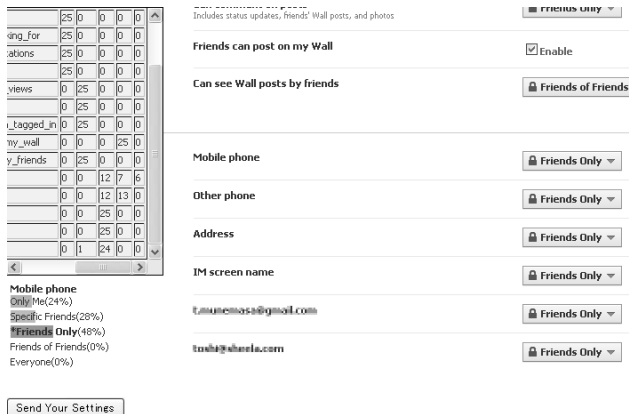 25 0 0 0
king_for 25 0 0 0
cations 25 0 0 0
25 0 0 0
_views 0 25 0 0 0
0 25 0 0 0
_tagged_in 0 25 0 0 0
my_wall 0 0 0 25 0
y_friends 0 25 0 0 0
0 0 12 7 6
0 0 12 13 0
0 0 25 0 0
0 0 25 0 0
0 1 24 0 0
Mobile phone
Only Me(24%)
Specific Friends(28%)
*Friends Only(48%)
Friends of Friends(0%)
Everyone(0%)
Send Your Settings
Includes status updates, friends' Wall posts, and photos
Friends Only
Friends can post on my Wall
Enable
Can see Wall posts by friends
Friends of Friends
Mobile phone
Friends Only
Other phone
Friends Only
Address
Friends Only
IM screen name
Friends Only
Friends Only
Friends Only